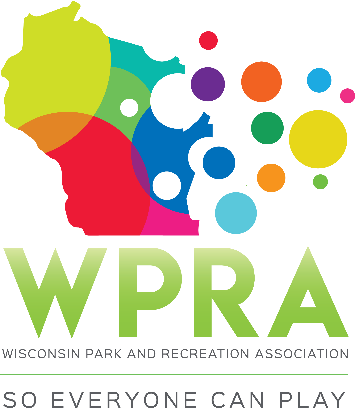 WPRA
WISCONSIN PARK AND RECREATION ASSOCIATION
SO EVERYONE CAN PLAY